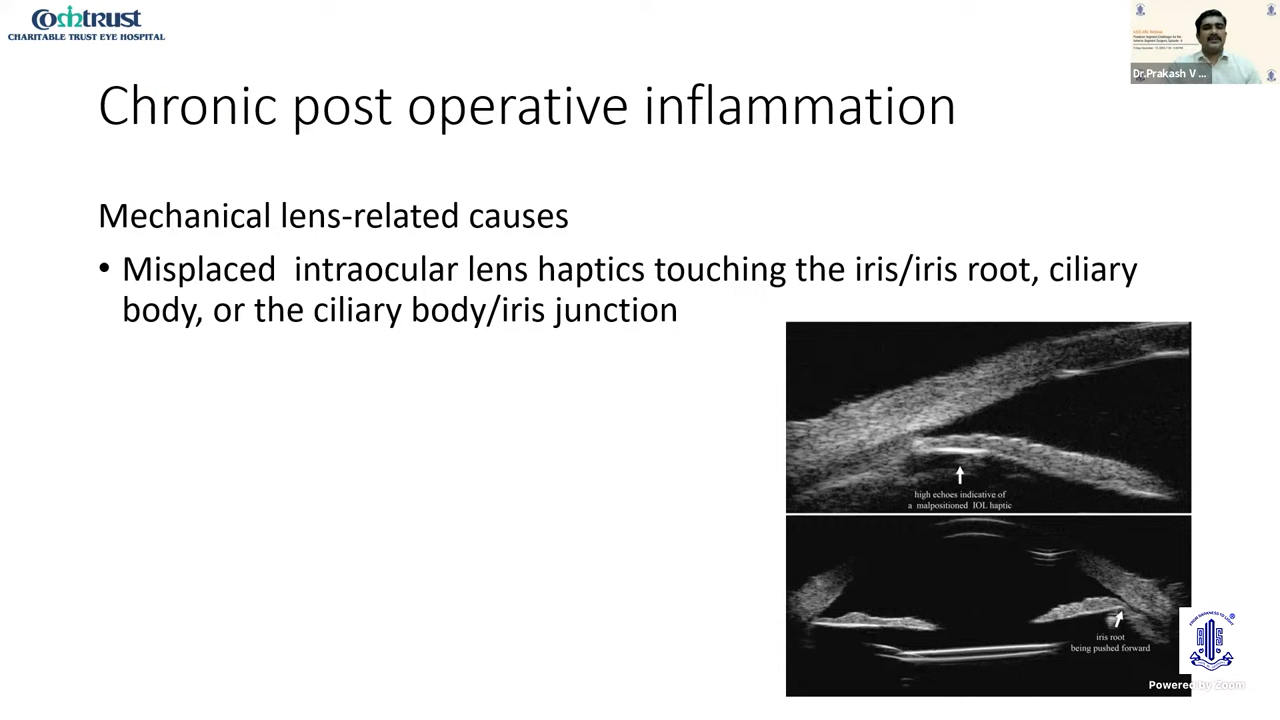 CHARITABLE TRUST EYE HOSPITAL
Dr.Prakash V ...
Chronic post operative inflammation
Mechanical lens-related causes
• Misplaced intraocular lens haptics touching the iris/iris root, ciliary
body, or the ciliary body/iris junction
high echoes indicative of
a malpositioned IOL haptic
iris root
being pushed forward
Powered by Zoom